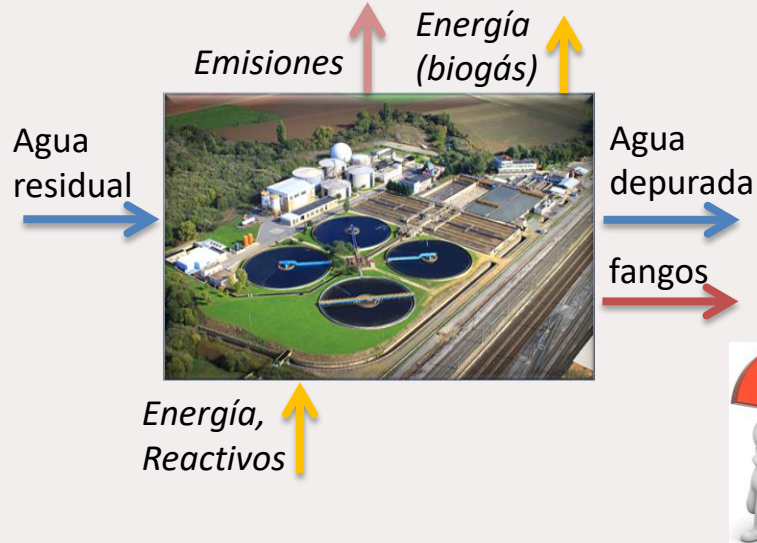 Emisiones
Energía
(biogás)
Agua
residual
Agua
depurada
fangos
Energía,
Reactivos